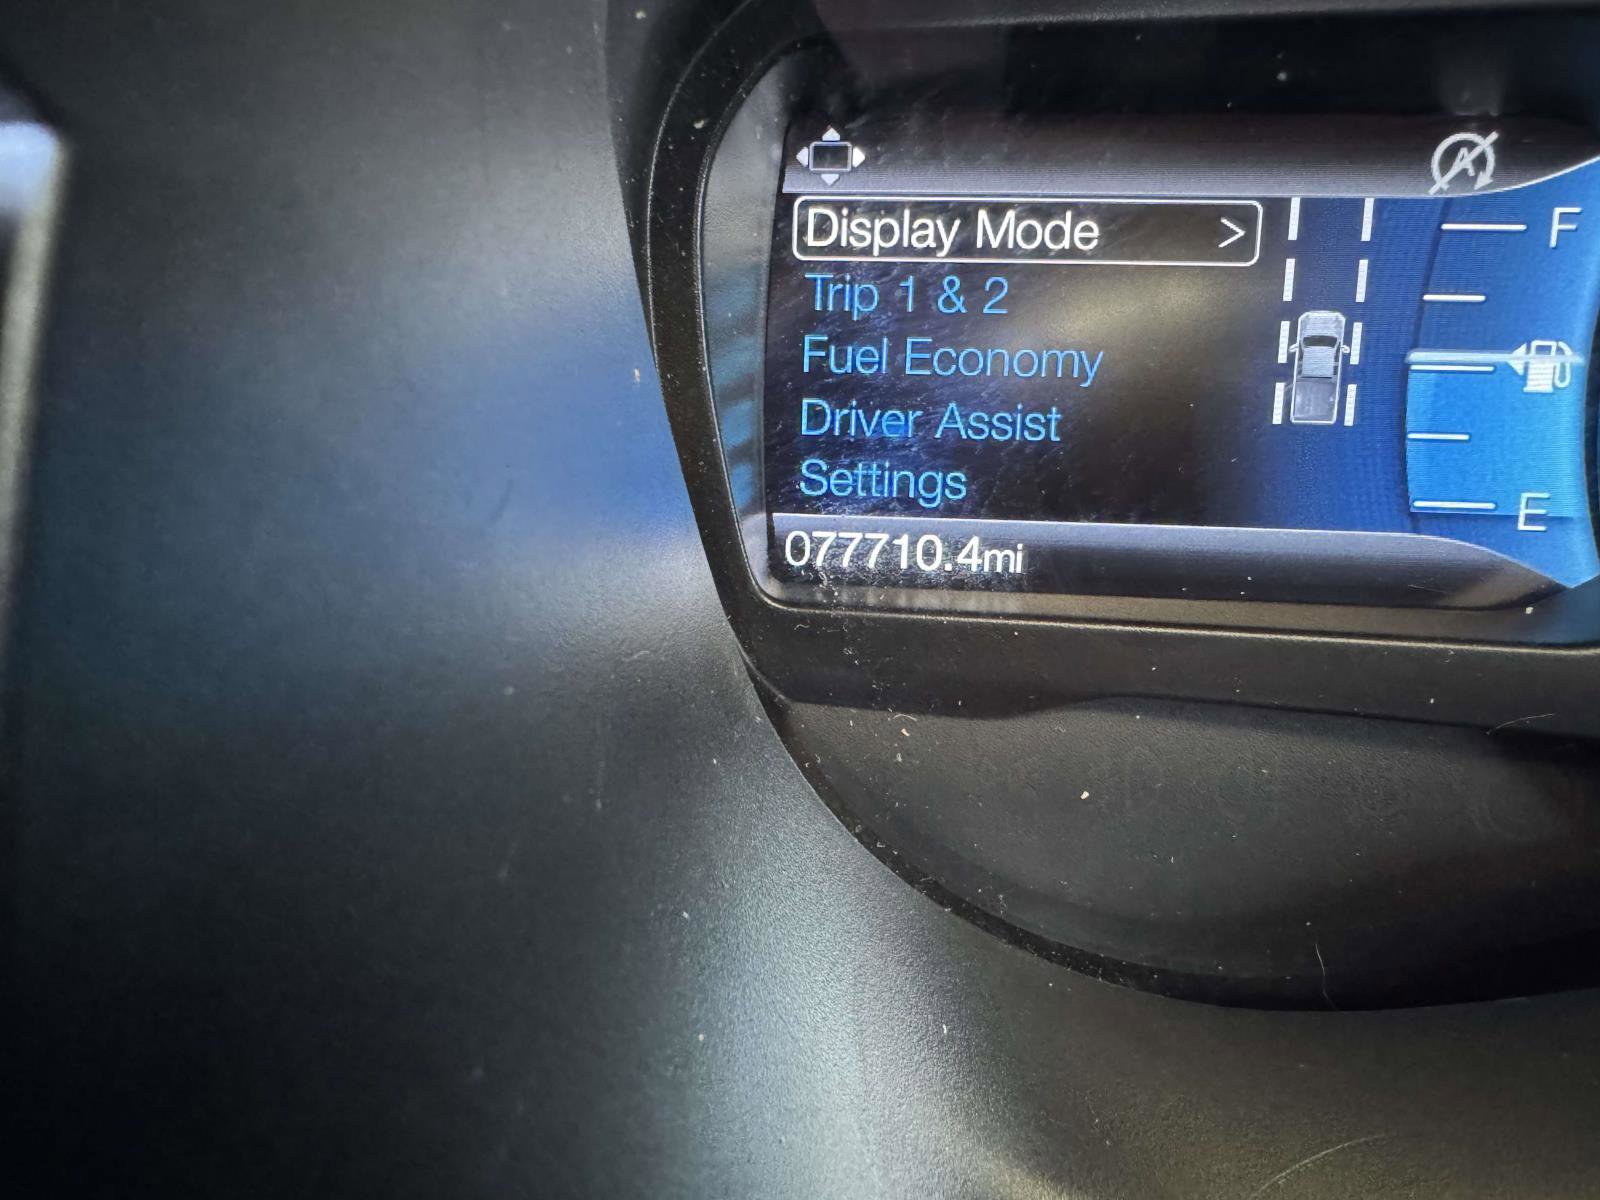 Display Mode >
Trip 1 & 2
Fuel Economy
Driver Assist
Settings
077710.4mi
A
F
E